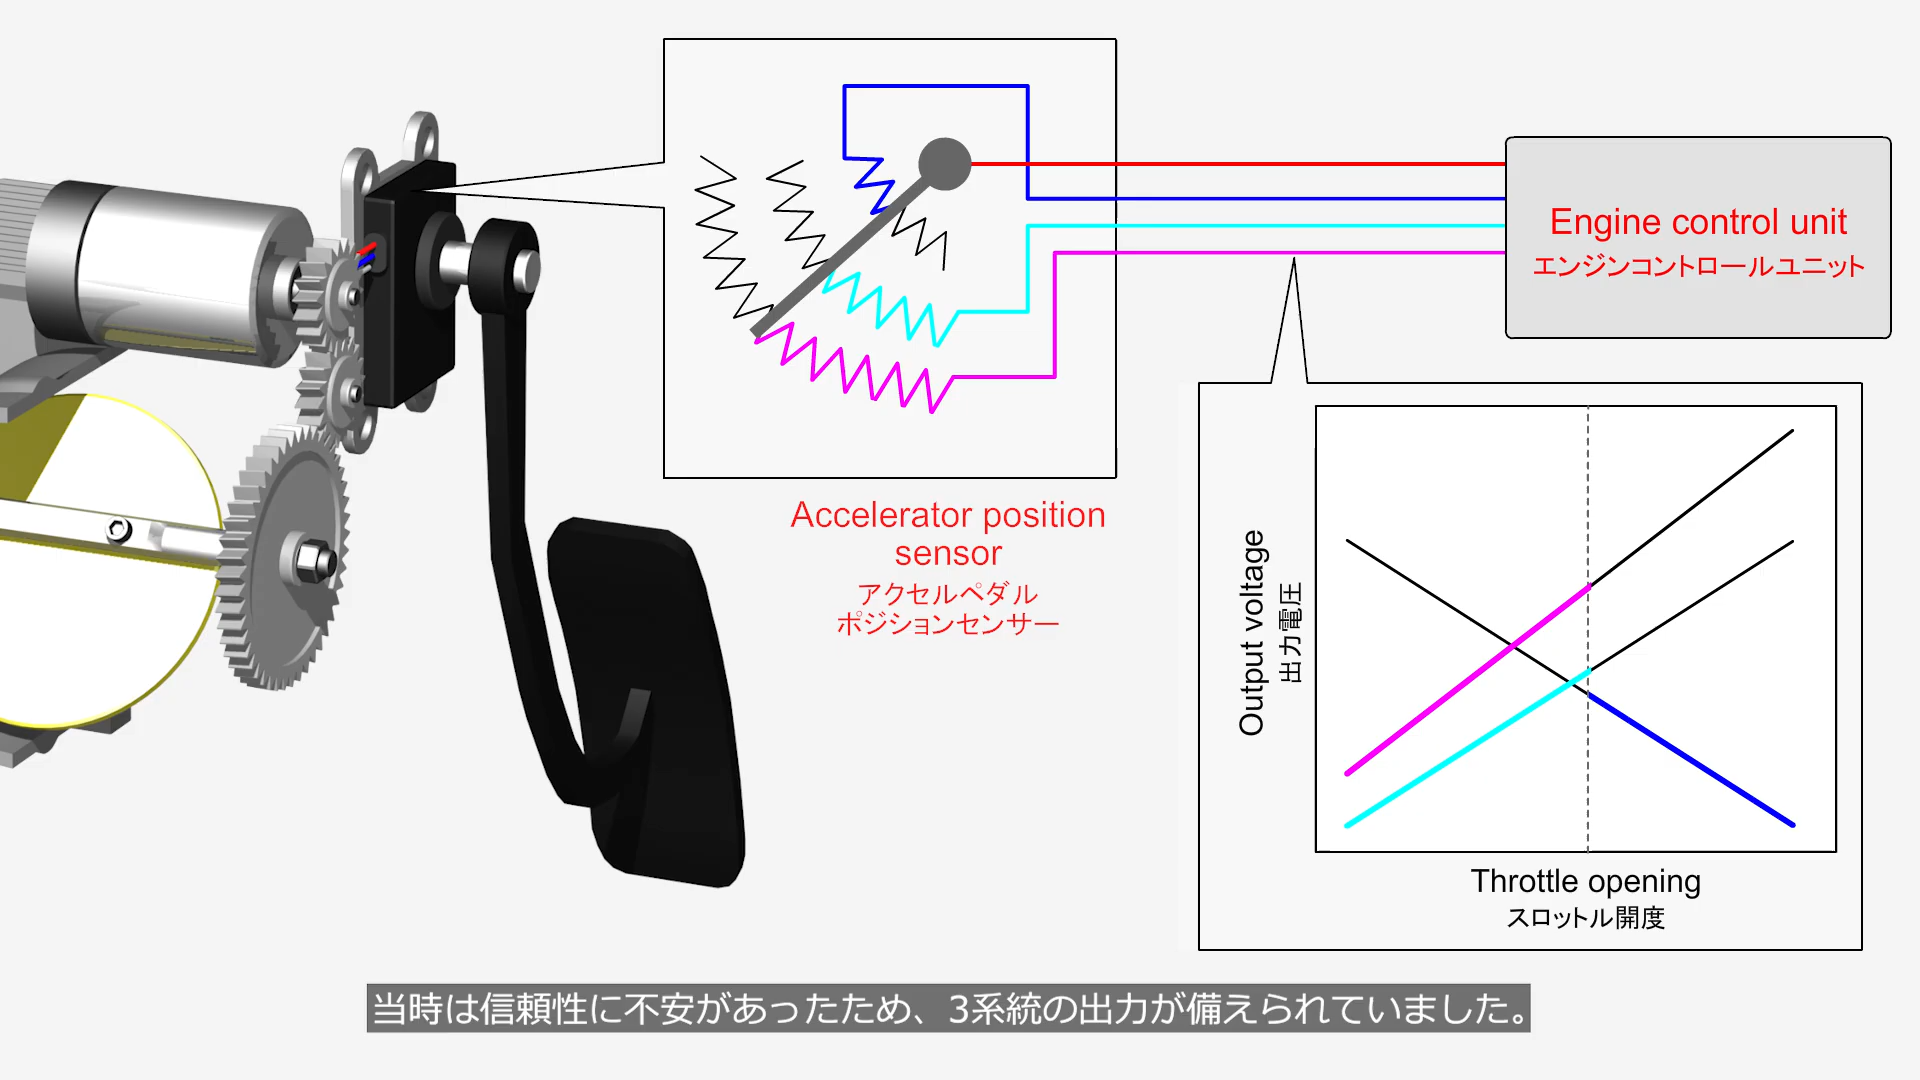 Engine control unit
エンジンコントロールユニット
Accelerator position
sensor
アクセルペダル
ポジションセンサー
Output voltage
出力電圧
Throttle opening
スロットル開度
当時は信頼性に不安があったため、3系統の出力が備えられていました。